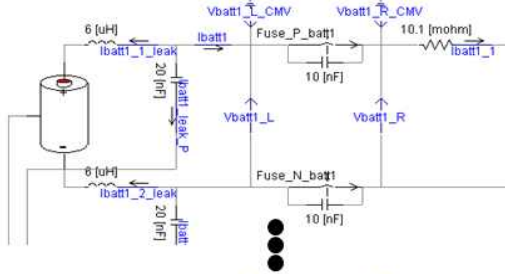 Vbatt1_L_CMV
Vbatt1_R_CMV
6 [uH]
Ibatt1
Fuse_P_batt1
10.1 [mohm]
Ibatt1_1_leak
Ibatt1_1
20 [nF]
10 [nF]
Ibatt1_leak_P
Vbatt1_L
Vbatt1_R
6 [uH]
Fuse_N_batt1
Ibatt1_2_leak
20 [nF]
Ibatt
10 [nF]